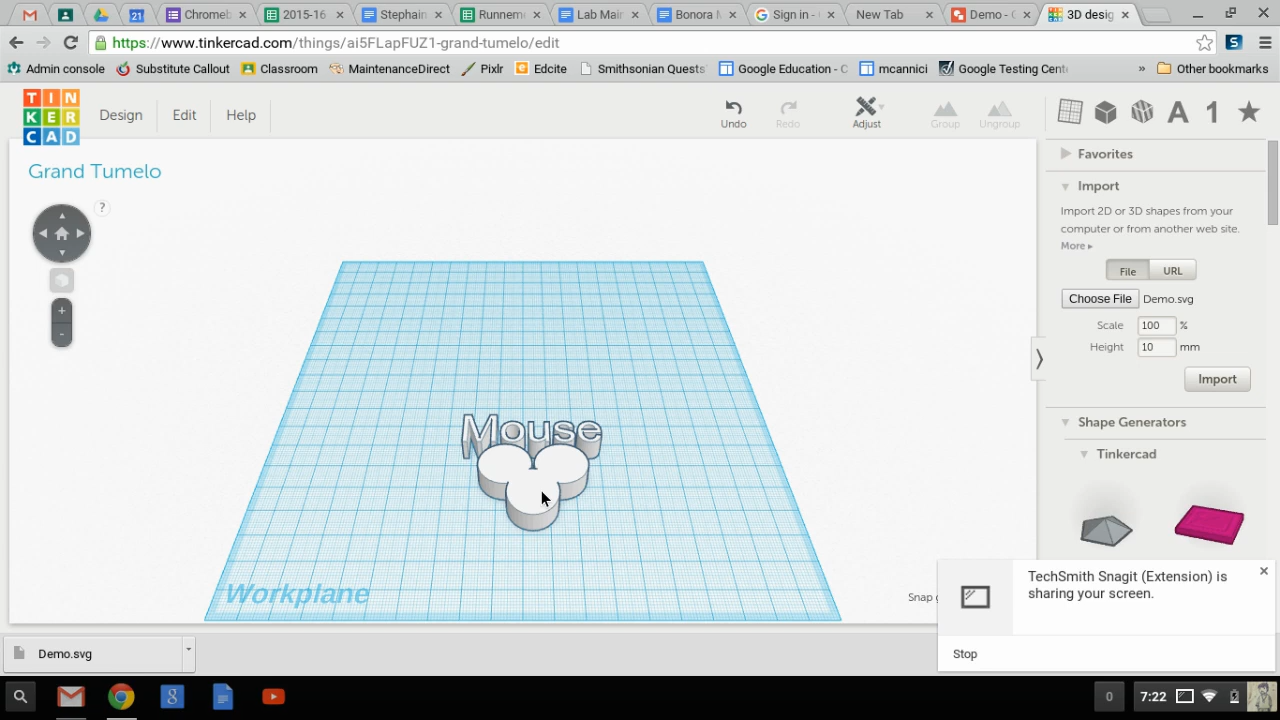 Chromeb
2015-16
Stephain
Runnem
Lab Mair
Bonora M
Sign in -
New Tab
Demo -
3D desig
https://www.tinkercad.com/things/ai5FLapFUZ1-grand-tumelo/edit
Admin console
Substitute Callout
Classroom
MaintenanceDirect
Pixlr
Edcite
Smithsonian Quests
Google Education - C
mcannici
Google Testing Cent
» Other bookmarks
TIN
KER
CAD
Design
Edit
Help
Undo
Redo
Adjust
Group
Ungroup
A
1
Grand Tumelo
?
+
-
Mouse
Workplane
Snap g
Favorites
Import
Import 2D or 3D shapes from your
computer or from another web site.
More ▸
File
URL
Choose File Demo.svg
Scale 100 %
Height 10 mm
Import
Shape Generators
Tinkercad
TechSmith Snagit (Extension) is
sharing your screen.
Stop
Demo.svg
0
7:22